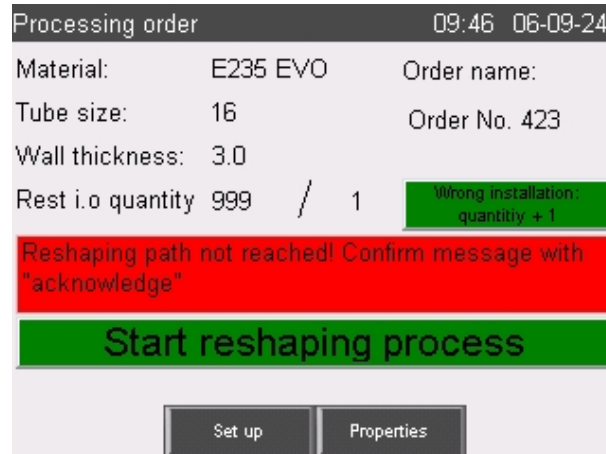 Processing order 09:46 06-09-24
Material: E235 EVO Order name:
Tube size: 16 Order No. 423
Wall thickness: 3.0
Rest i.o quantity 999 / 1
Wrong installation:
quantitiy + 1
Reshaping path not reached! Confirm message with
"acknowledge"
Start reshaping process
Set up Properties